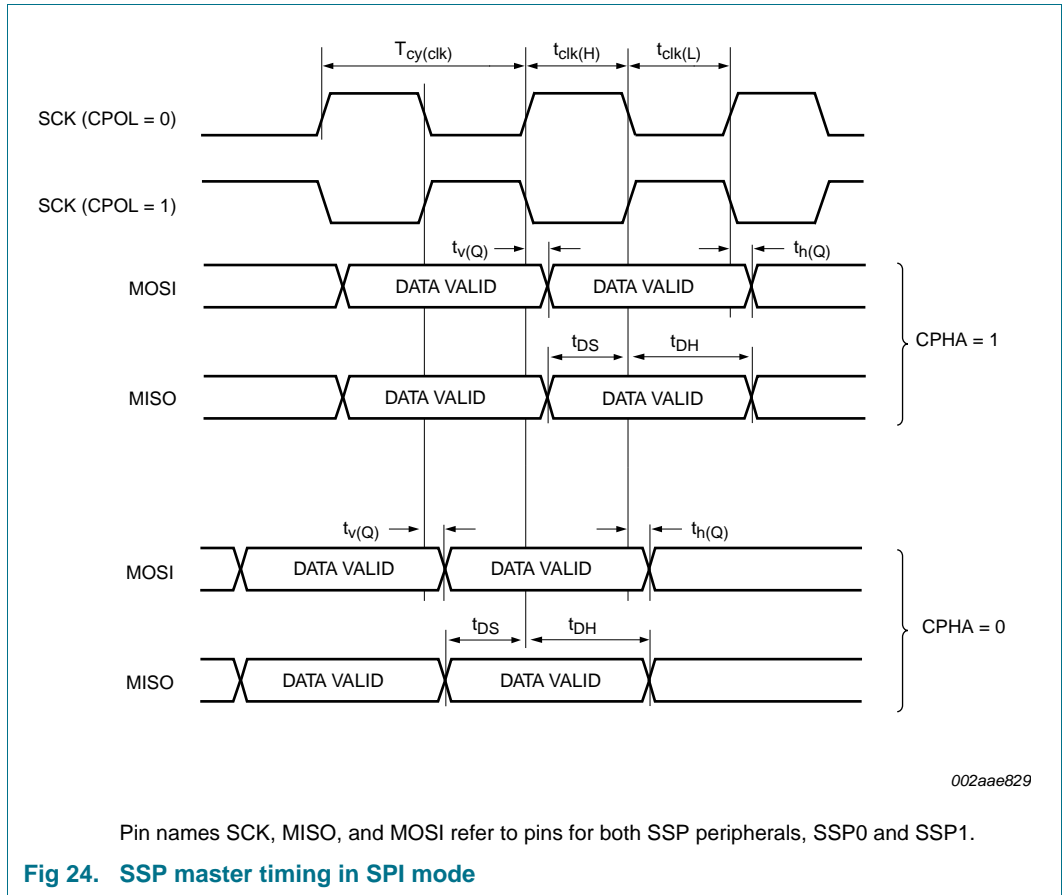 Tcy(clk) tclk(H) tclk(L)
SCK (CPOL = 0)
SCK (CPOL = 1)
tv(Q) th(Q)
MOSI DATA VALID DATA VALID
CPHA = 1
tDS tDH
MISO DATA VALID DATA VALID
tv(Q) th(Q)
MOSI DATA VALID DATA VALID
tDS tDH
CPHA = 0
MISO DATA VALID DATA VALID
002aae829
Pin names SCK, MISO, and MOSI refer to pins for both SSP peripherals, SSP0 and SSP1.
Fig 24. SSP master timing in SPI mode